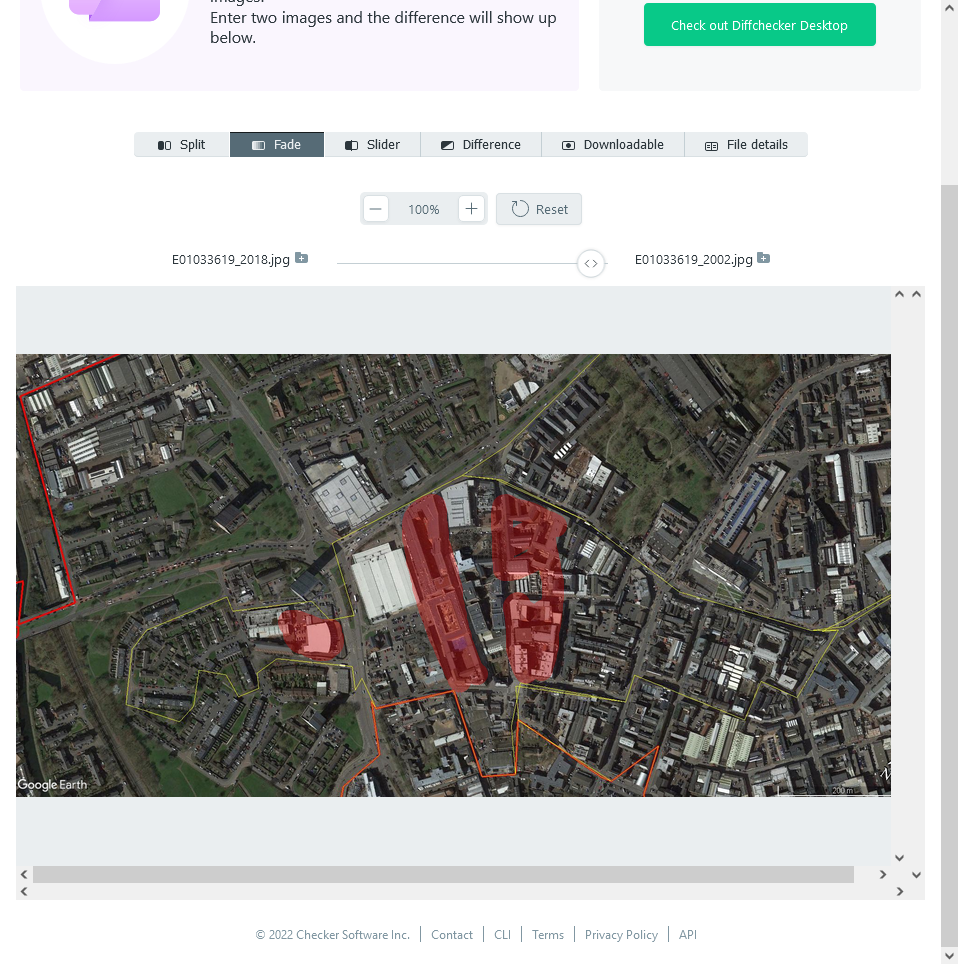 Enter two images and the difference will show up
below.
Check out Diffchecker Desktop
Split
Fade
Slider
Difference
Downloadable
File details
100%
Reset
E01033619_2018.jpg
E01033619_2002.jpg
Google Earth
200 m
© 2022 Checker Software Inc.
Contact
CLI
Terms
Privacy Policy
API